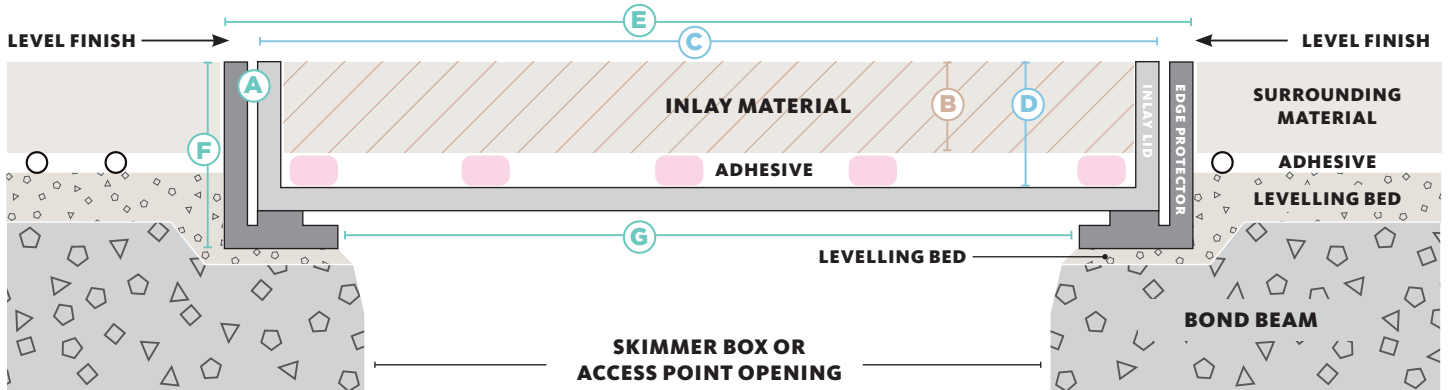 E
LEVEL FINISH
C
LEVEL FINISH
A
INLAY MATERIAL
B
D
INLAY LID
EDGE PROTECTOR
SURROUNDING
MATERIAL
F
ADHESIVE
ADHESIVE
LEVELLING BED
G
LEVELLING BED
BOND BEAM
SKIMMER BOX OR
ACCESS POINT OPENING